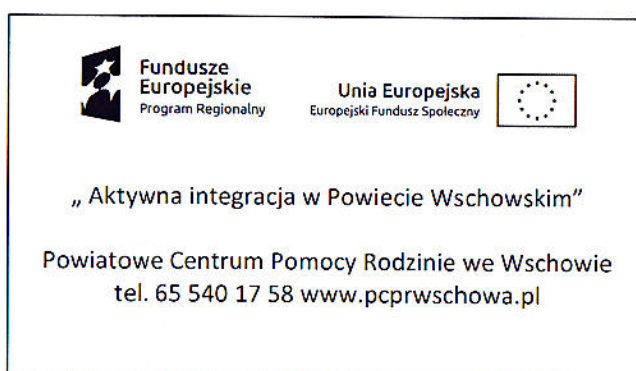 Fundusze
Europejskie
Program Regionalny
Unia Europejska
Europejski Fundusz Społeczny
„ Aktywna integracja w Powiecie Wschowskim”
Powiatowe Centrum Pomocy Rodzinie we Wschowie
tel. 65 540 17 58 www.pcprwschowa.pl